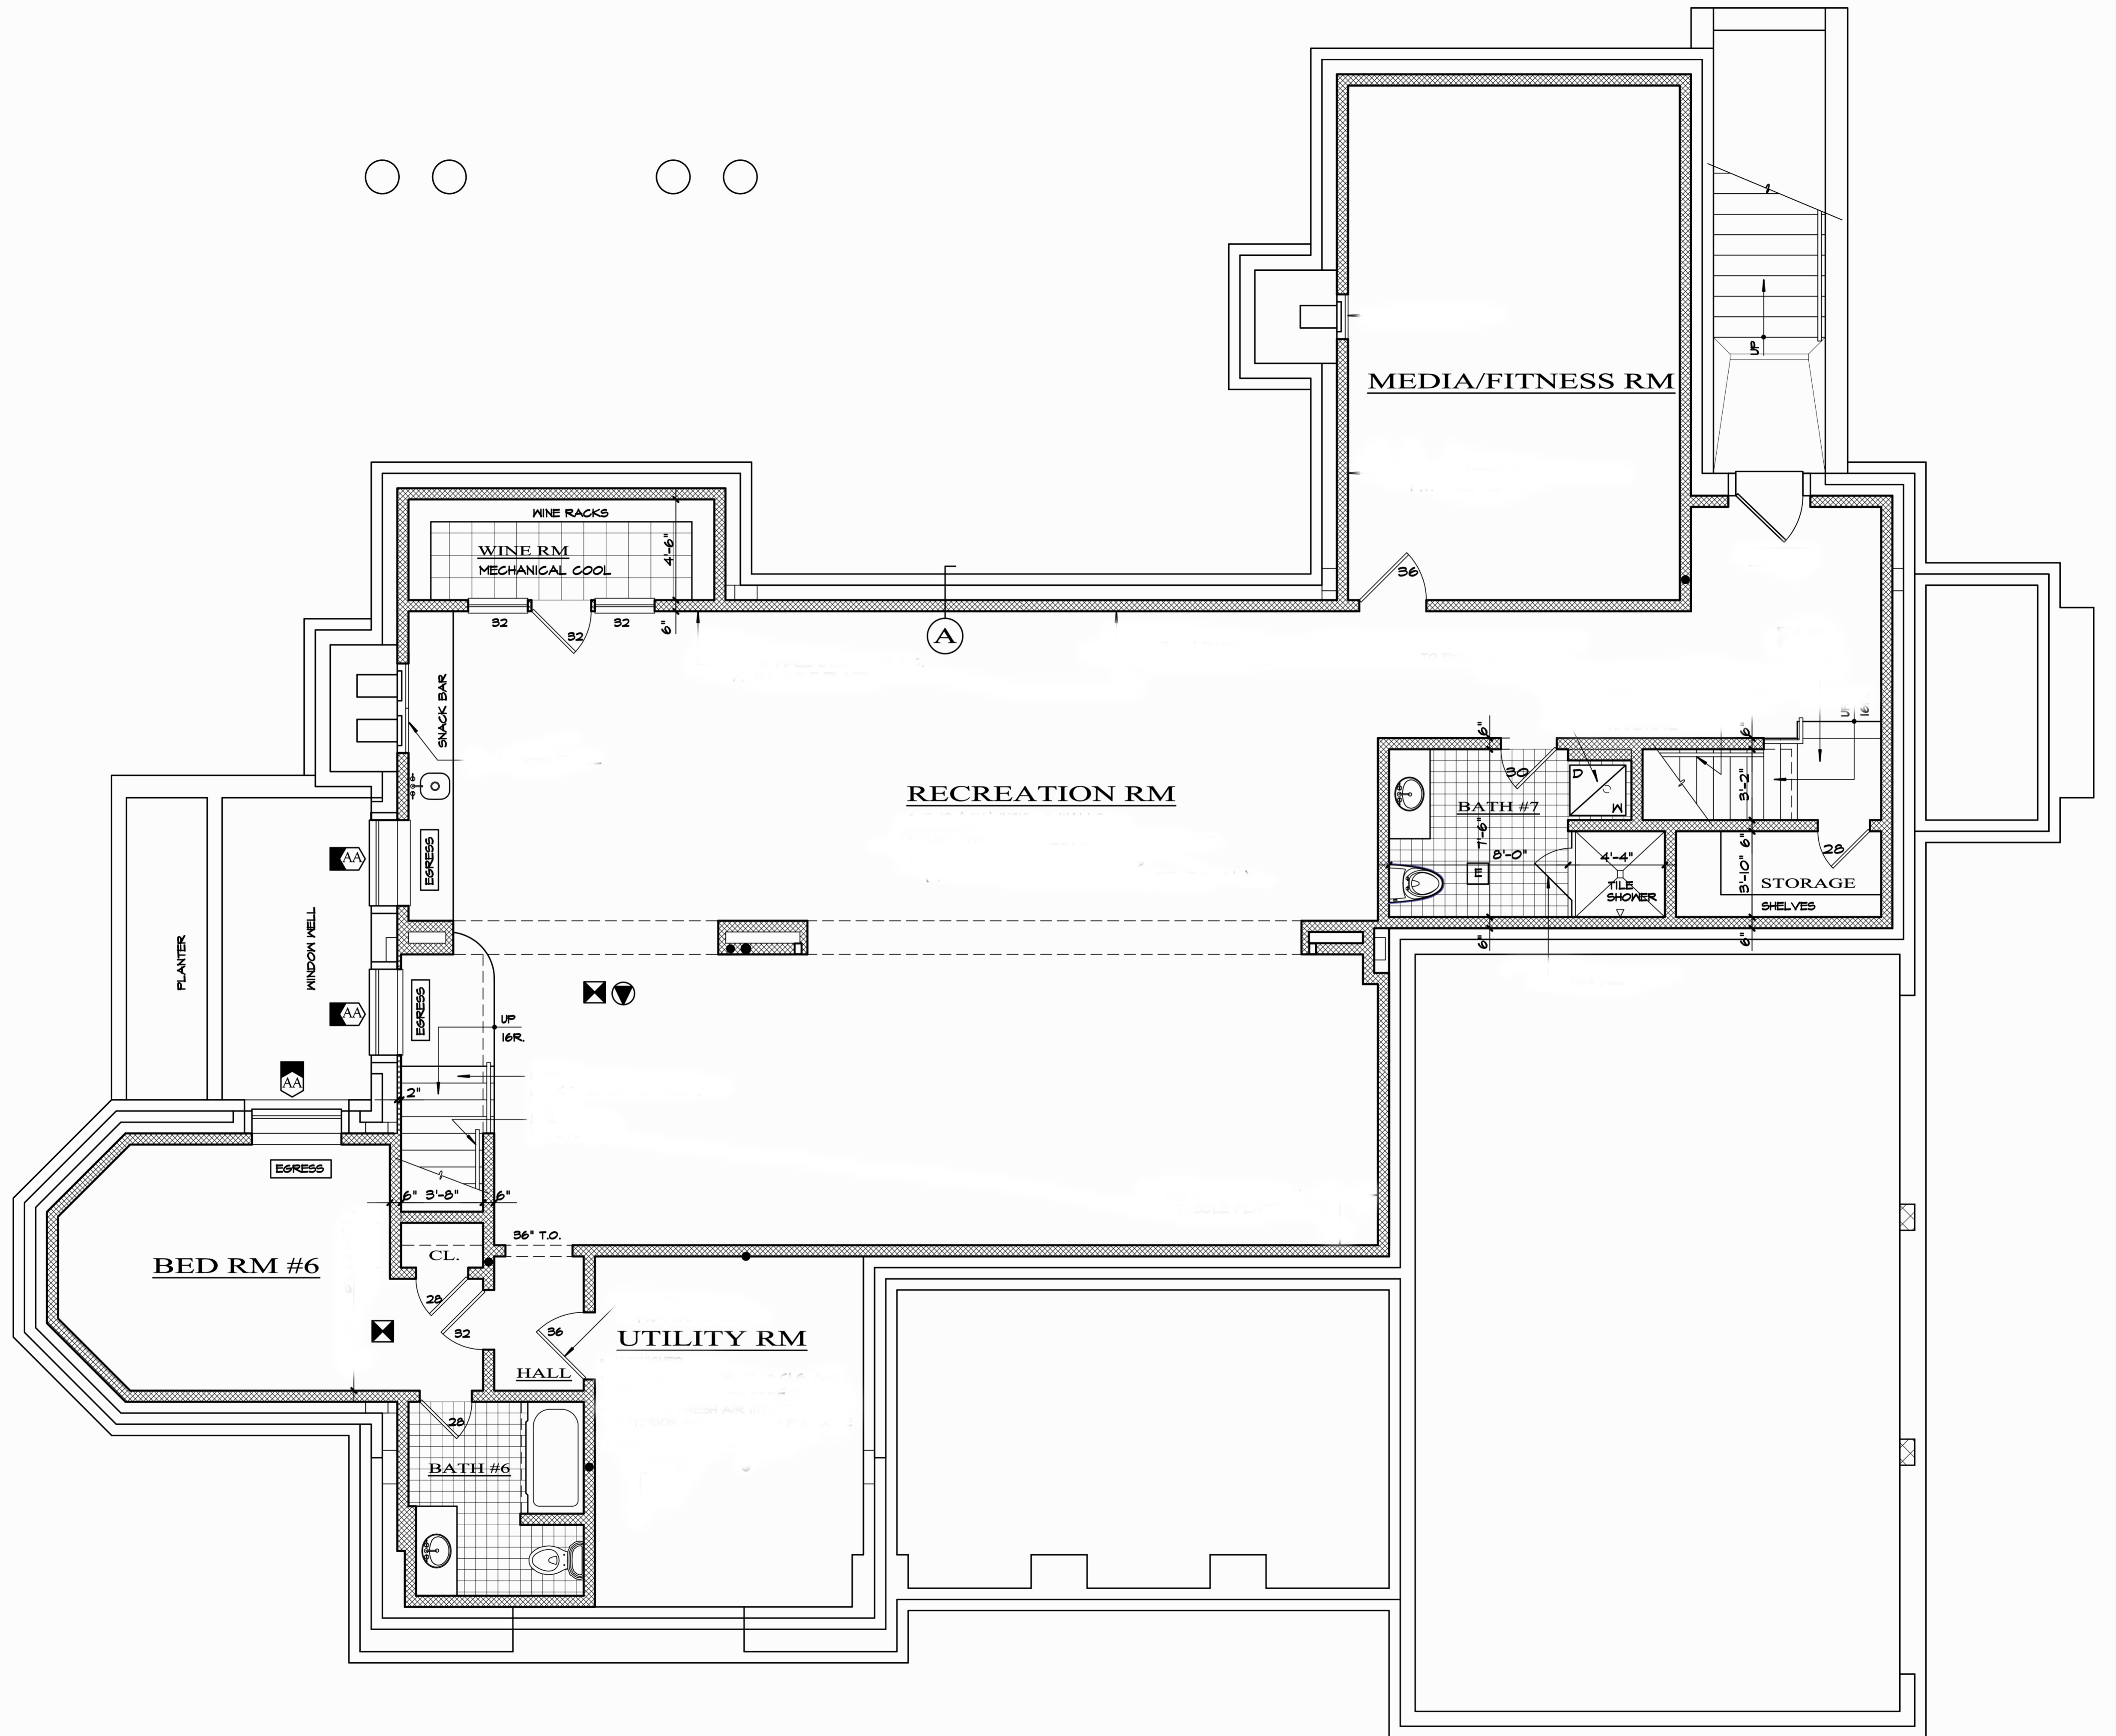 UP
MEDIA/FITNESS RM
WINE RACKS
WINE RM
MECHANICAL COOL
4'-6"
36
32
32
32
6"
A
SNACK BAR
6"
6"
RECREATION RM
30
D
W
BATH #7
7'-6"
8'-0"
4'-4"
E
TILE
SHOWER
3'-2"
6"
3'-10"
28
STORAGE
SHELVES
6"
6"
AA
EGRESS
PLANTER
WINDOW WELL
AA
EGRESS
UP
16R.
AA
2"
EGRESS
6"
3'-8"
6"
36" T.O.
CL.
BED RM #6
28
32
36
UTILITY RM
HALL
28
BATH #6